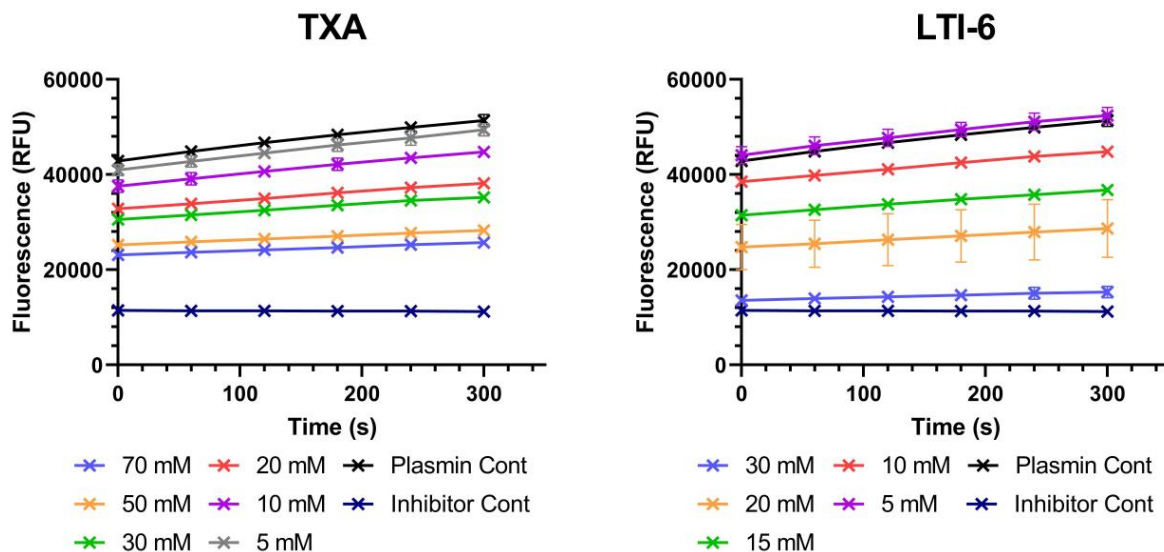 TXA
60000
40000
20000
0
Fluorescence (RFU)
0 100 200 300
Time (s)
70 mM 20 mM Plasmin Cont
50 mM 10 mM Inhibitor Cont
30 mM 5 mM
LTI-6
60000
40000
20000
0
Fluorescence (RFU)
0 100 200 300
Time (s)
30 mM 10 mM Plasmin Cont
20 mM 5 mM Inhibitor Cont
15 mM